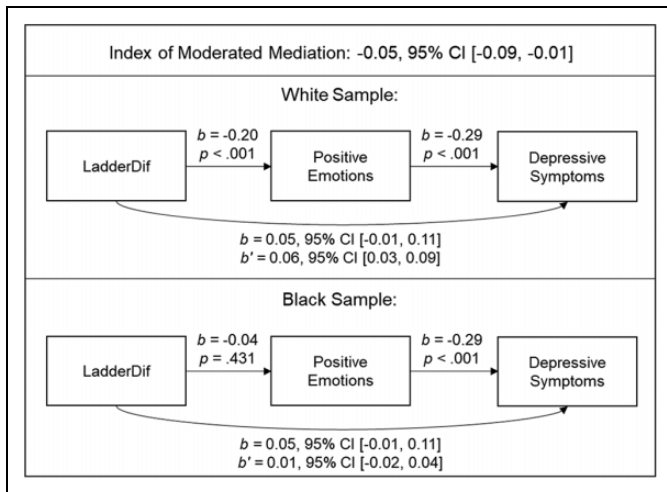 Index of Moderated Mediation: -0.05, 95% CI [-0.09, -0.01]
White Sample:
b = -0.20
p < .001
b = -0.29
p < .001
LadderDif
Positive
Emotions
Depressive
Symptoms
b = 0.05, 95% CI [-0.01, 0.11]
b' = 0.06, 95% CI [0.03, 0.09]
Black Sample:
b = -0.04
p = .431
b = -0.29
p < .001
LadderDif
Positive
Emotions
Depressive
Symptoms
b = 0.05, 95% CI [-0.01, 0.11]
b' = 0.01, 95% CI [-0.02, 0.04]